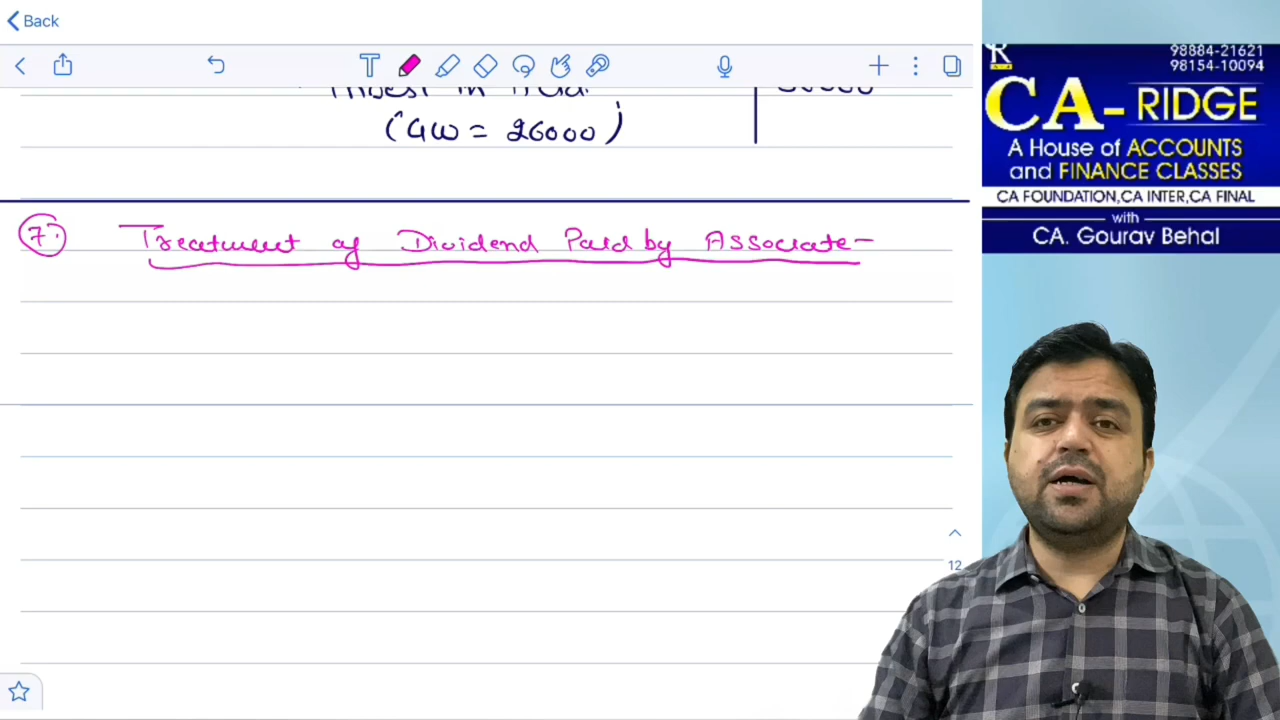 Back
(GW = 26000)
7. Treatment of Dividend Paid by Associate-
12
R
98884-21621
98154-10094
CA-RIDGE
A House of ACCOUNTS
and FINANCE CLASSES
CA FOUNDATION,CA INTER,CA FINAL
with
CA. Gourav Behal